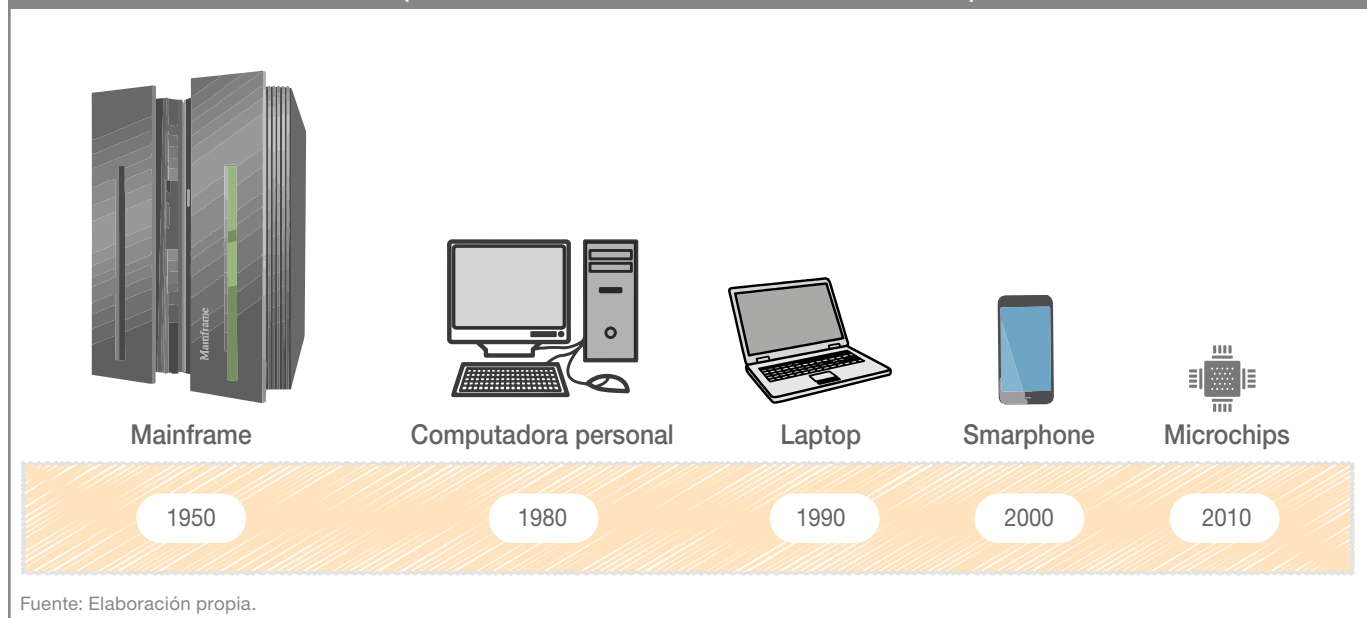 Mainframe
Mainframe
Computadora personal
Laptop
Smarphone
Microchips
1950
1980
1990
2000
2010
Fuente: Elaboración propia.